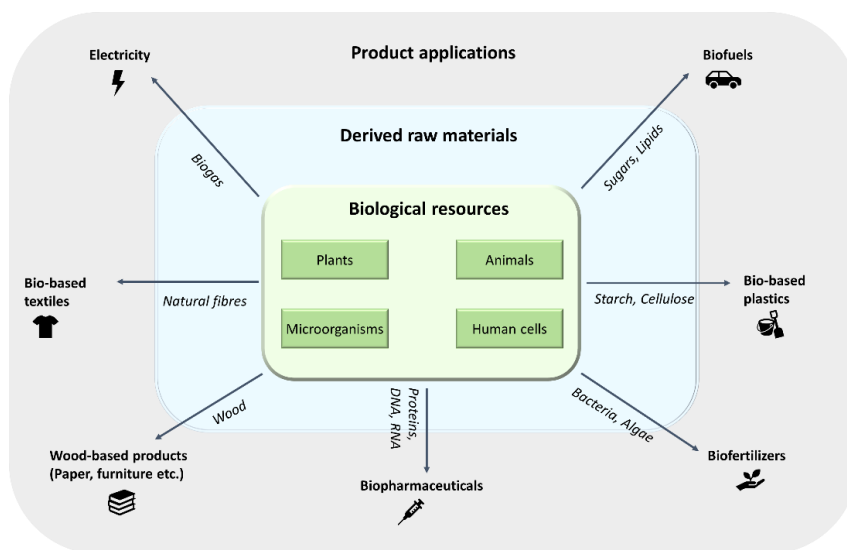 Product applications
Electricity
Biofuels
Derived raw materials
Biogas
Sugars, Lipids
Biological resources
Plants
Animals
Microorganisms
Human cells
Bio-based
textiles
Natural fibres
Starch, Cellulose
Bio-based
plastics
Wood
Proteins,
DNA, RNA
Bacteria, Algae
Wood-based products
(Paper, furniture etc.)
Biopharmaceuticals
Biofertilizers